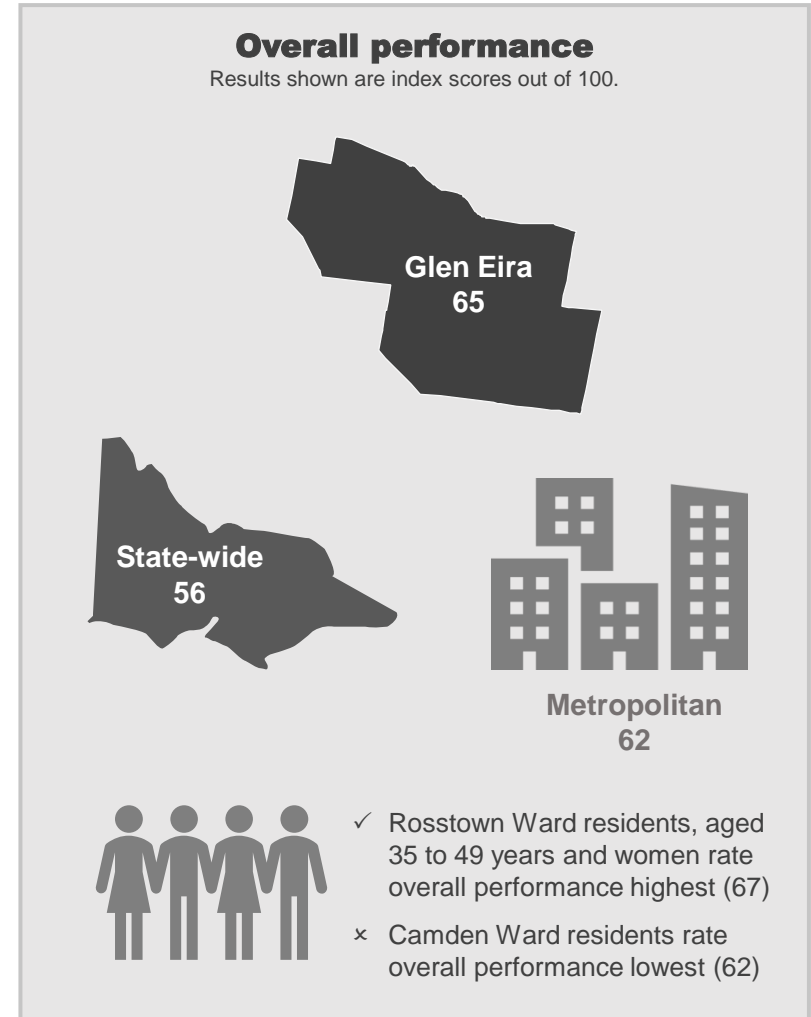 Overall performance
Results shown are index scores out of 100.
Glen Eira
65
State-wide
56
Metropolitan
62
✓ Rosstown Ward residents, aged
35 to 49 years and women rate
overall performance highest (67)
× Camden Ward residents rate
overall performance lowest (62)